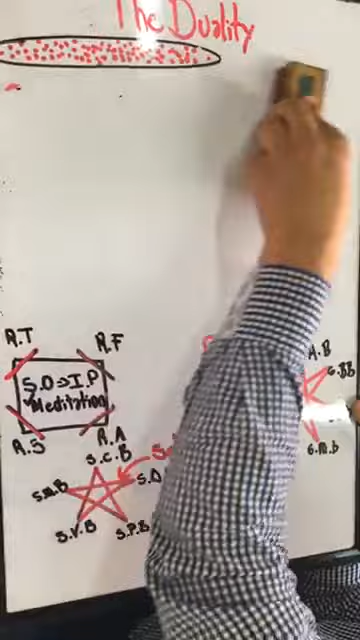 The Duality
R.T
R.F
S.O⇒I.P
Meditation
R.S
R.A
S.C.B
S.M.B
S.V.B
S.P.B
G.BB
G.M.B